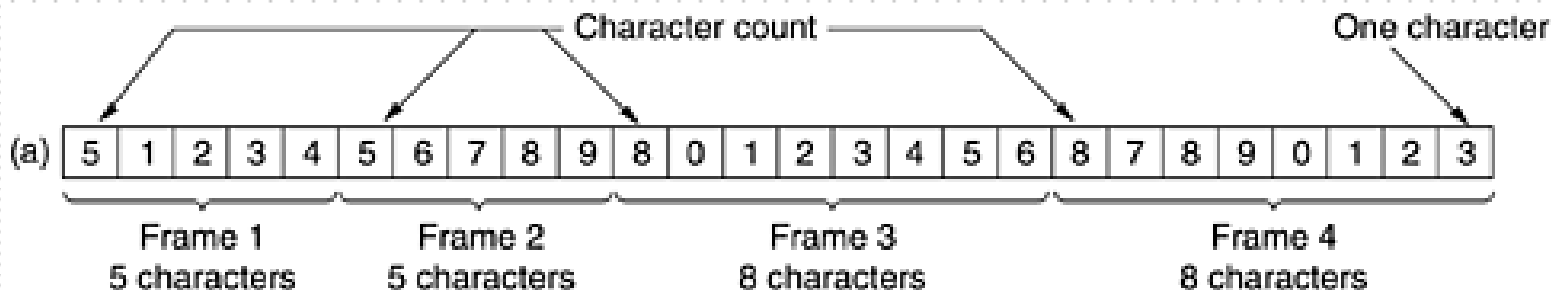 Character count One character
(a) 5 1 2 3 4 5 6 7 8 9 8 0 1 2 3 4 5 6 8 7 8 9 0 1 2 3
Frame 1 Frame 2 Frame 3 Frame 4
5 characters 5 characters 8 characters 8 characters